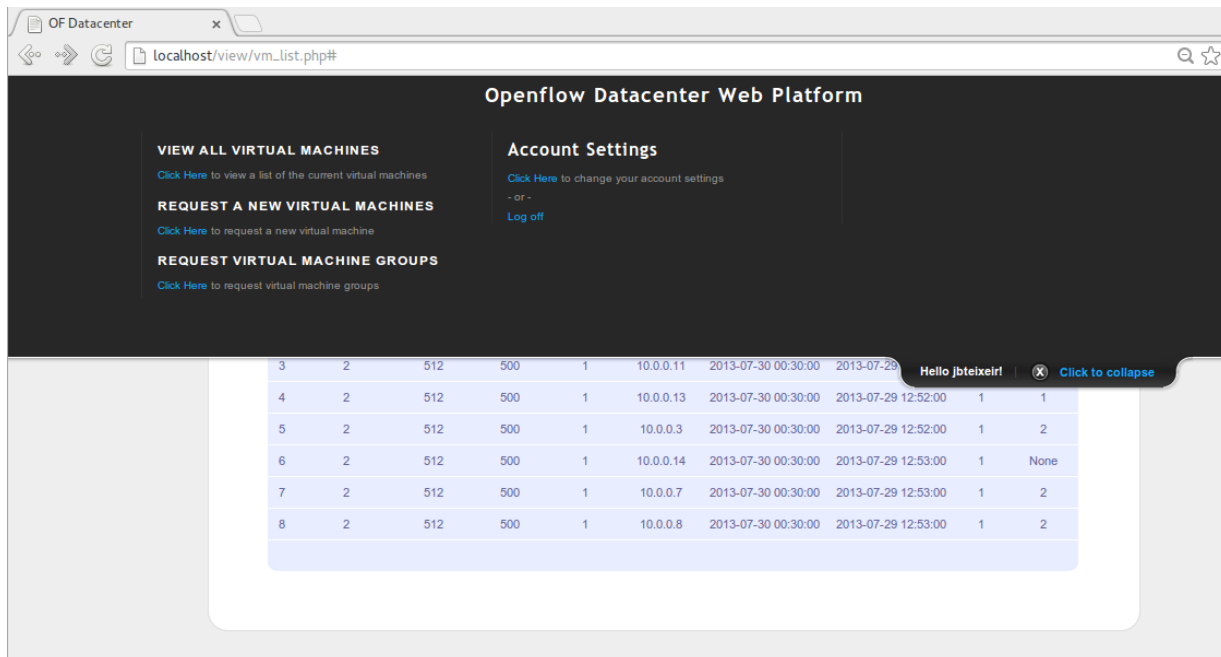 OF Datacenter
localhost/view/vm_list.php#
Openflow Datacenter Web Platform
VIEW ALL VIRTUAL MACHINES
Click Here to view a list of the current virtual machines
REQUEST A NEW VIRTUAL MACHINES
Click Here to request a new virtual machine
REQUEST VIRTUAL MACHINE GROUPS
Click Here to request virtual machine groups
Account Settings
Click Here to change your account settings
- or -
Log off
Hello jbteixeir! | X Click to collapse
3 2 512 500 1 10.0.0.11 2013-07-30 00:30:00 2013-07-29
4 2 512 500 1 10.0.0.13 2013-07-30 00:30:00 2013-07-29 12:52:00 1 1
5 2 512 500 1 10.0.0.3 2013-07-30 00:30:00 2013-07-29 12:52:00 1 2
6 2 512 500 1 10.0.0.14 2013-07-30 00:30:00 2013-07-29 12:53:00 1 None
7 2 512 500 1 10.0.0.7 2013-07-30 00:30:00 2013-07-29 12:53:00 1 2
8 2 512 500 1 10.0.0.8 2013-07-30 00:30:00 2013-07-29 12:53:00 1 2